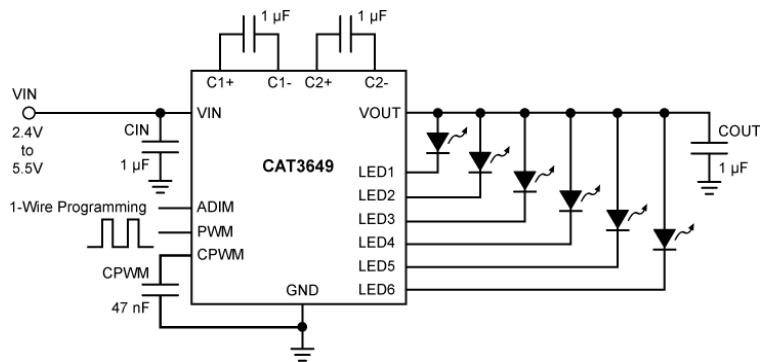 1 µF
1 µF
C1+
C1-
C2+
C2-
VIN
2.4V
to
5.5V
CIN
1 µF
VIN
VOUT
COUT
1 µF
CAT3649
LED1
LED2
LED3
LED4
LED5
LED6
1-Wire Programming
ADIM
PWM
CPWM
CPWM
47 nF
GND